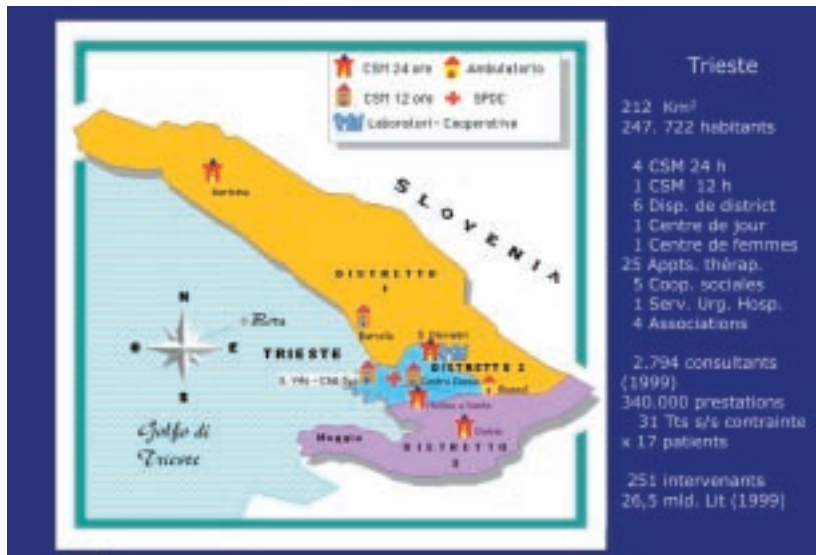 CSM 24 ore
Ambulatorio
CSM 12 ore
SPDC
Laboratori - Cooperative
SLOVENIA
DISTRETTO
1
N
O
E
S
TRIESTE
Barcola
DISTRETTO 2
Golfo di
Trieste
Muggia
DISTRETTO
3
Trieste
212 Km²
247. 722 habitants
4 CSM 24 h
1 CSM 12 h
6 Disp. de district
1 Centre de jour
1 Centre de femmes
25 Appts. thérap.
5 Coop. sociales
1 Serv. Urg. Hosp.
4 Associations
2.794 consultants
(1999)
340.000 prestations
31 Tts s/s contrainte
x 17 patients
251 intervenants
26,5 mld. Lit (1999)